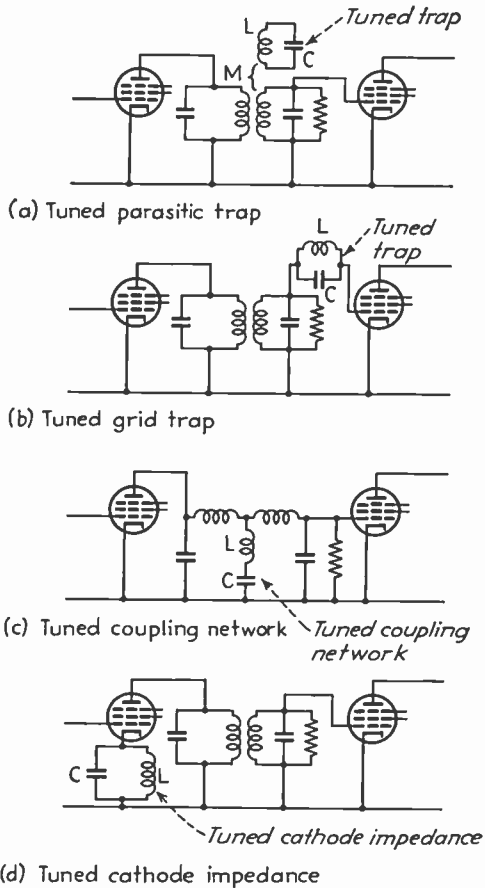 L
Tuned trap
C
M
(a) Tuned parasitic trap
L
Tuned
trap
C
(b) Tuned grid trap
L
C
(c) Tuned coupling network
Tuned coupling
network
C
L
Tuned cathode impedance
(d) Tuned cathode impedance